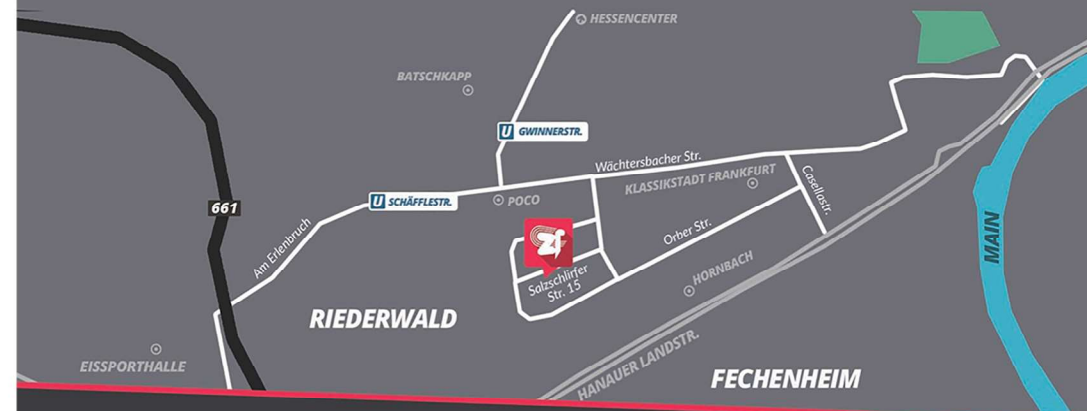 HESSENCENTER
BATSCHKAPP
U GWINNERSTR.
Wächtersbacher Str.
KLASSIKSTADT FRANKFURT
Casellastr.
U SCHÄFFLESTR.
POCO
661
Am Erlenbruch
Orber Str.
MAIN
HORNBACH
Salzschlirfer
Str. 15
RIEDERWALD
EISSPORTHALLE
HANAUER LANDSTR.
FECHENHEIM